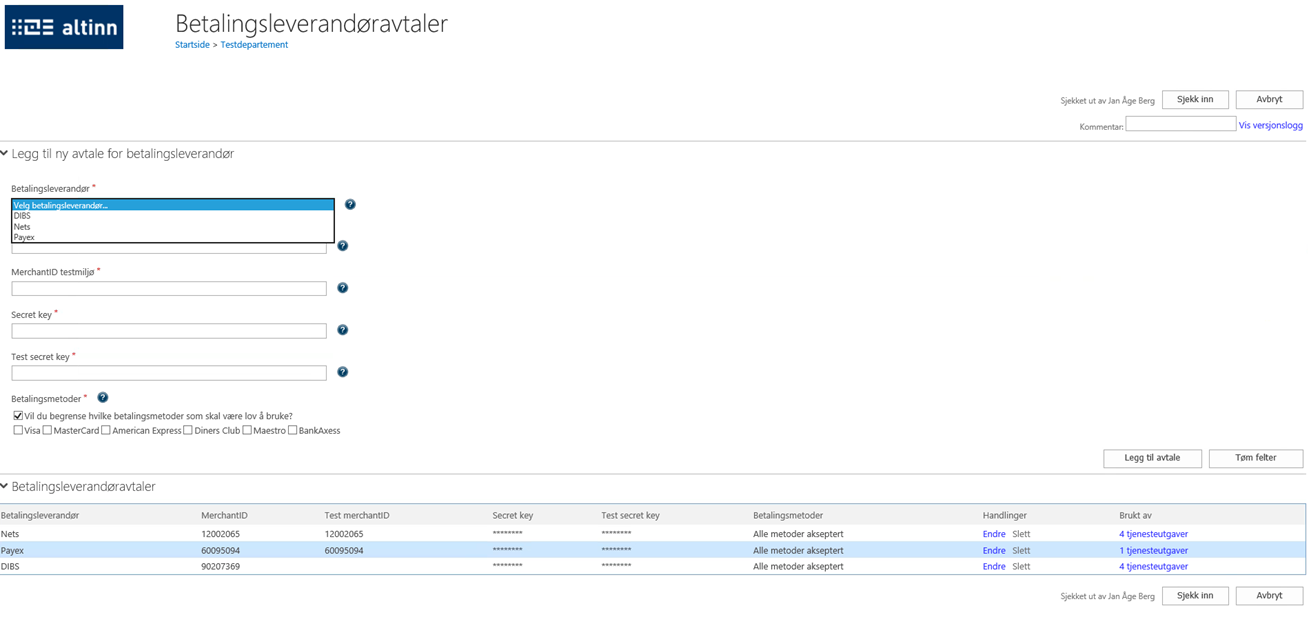 altinn
Betalingsleverandøravtaler
Startside > Testdepartement
Sjekket ut av Jan Åge Berg Sjekk inn Avbryt
Kommentar: Vis versjonslogg
Legg til ny avtale for betalingsleverandør
Betalingsleverandør *
Velg betalingsleverandør...
DIBS
Nets
Payex
MerchantID testmiljø *
Secret key *
Test secret key *
Betalingsmetoder *
Vil du begrense hvilke betalingsmetoder som skal være lov å bruke?
Visa MasterCard American Express Diners Club Maestro BankAxess
Legg til avtale Tøm felter
Betalingsleverandøravtaler
Betalingsleverandør MerchantID Test merchantID Secret key Test secret key Betalingsmetoder Handlinger Brukt av
Nets 12002065 12002065 ******** ******** Alle metoder akseptert Endre Slett 4 tjenesteutgaver
Payex 60095094 60095094 ******** ******** Alle metoder akseptert Endre Slett 1 tjenesteutgaver
DIBS 90207369 ******** ******** Alle metoder akseptert Endre Slett 4 tjenesteutgaver
Sjekket ut av Jan Åge Berg Sjekk inn Avbryt